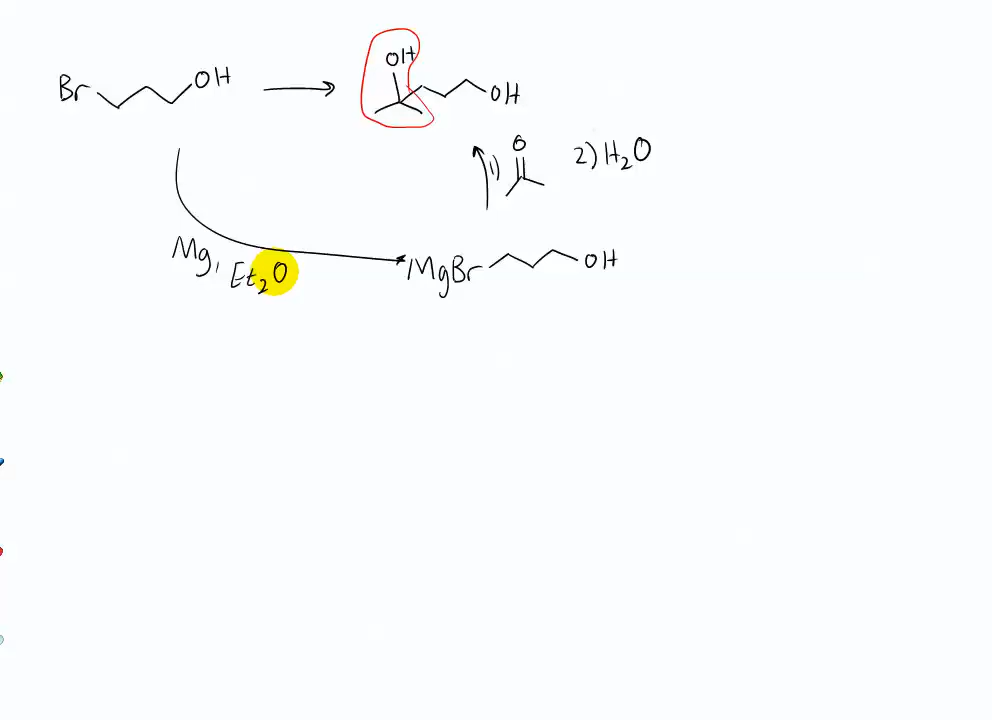 Br OH
OH
OH
1) O 2) H₂O
Mg, Et₂O
MgBr OH